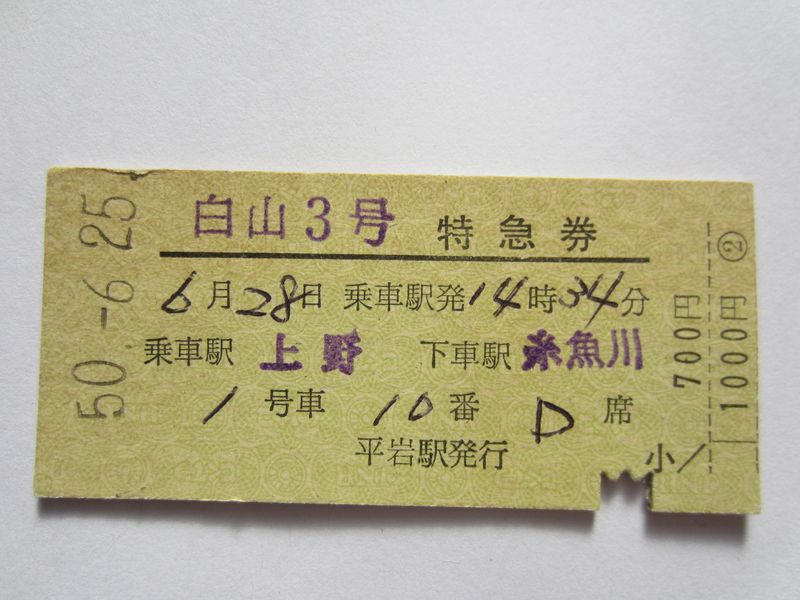 50.-6.25
白山3号 特急券
6月28日 乗車駅発14時34分
乗車駅 上野 下車駅 糸魚川
1号車 10番 D席
平岩駅発行
小
700円
②
1000円